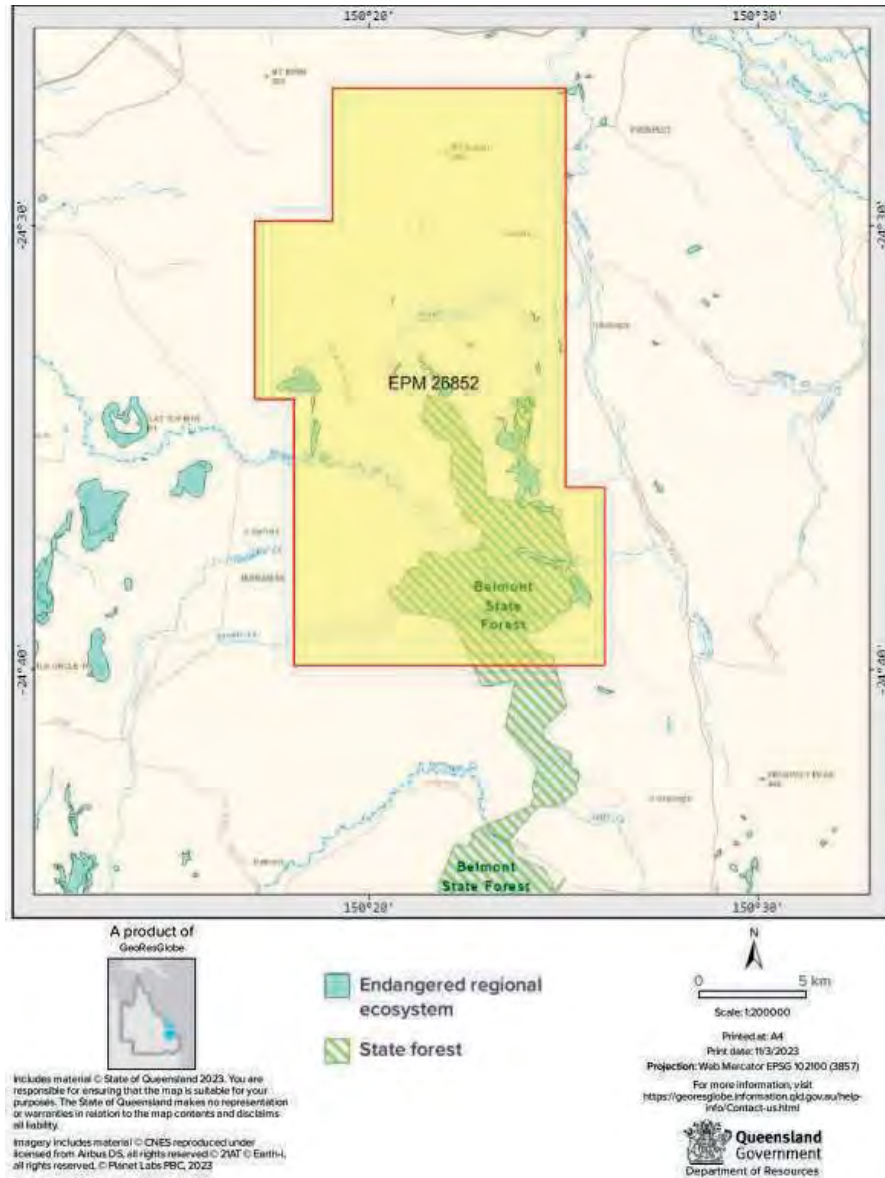 150°20'
150°30'
PROSPECT
-24°30'
-24°30'
EPM 26852
Belmont
State
Forest
-24°40'
-24°40'
Belmont
State Forest
150°20'
150°30'
A product of
GeoResGlobe
Includes material © State of Queensland 2023. You are
responsible for ensuring that the map is suitable for your
purposes. The State of Queensland makes no representation
or warranties in relation to the map contents and disclaims
all liability.
Imagery includes material © CNES reproduced under
licensed from Airbus DS, all rights reserved © 21AT © Earth-i,
all rights reserved, © Planet Labs PBC, 2023
Endangered regional
ecosystem
State forest
N
0 5 km
Scale: 1:200000
Printed at: A4
Print date: 11/3/2023
Projection: Web Mercator EPSG 102100 (3857)
For more information, visit
https://georesglobe.information.qld.gov.au/help-
info/Contact-us.html
Queensland
Government
Department of Resources